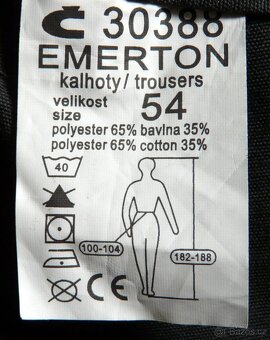 30388
EMERTON
kalhoty/ trousers
velikost
size
54
polyester 65% bavlna 35%
polyester 65% cotton 35%
40
100-104
182-188
CE